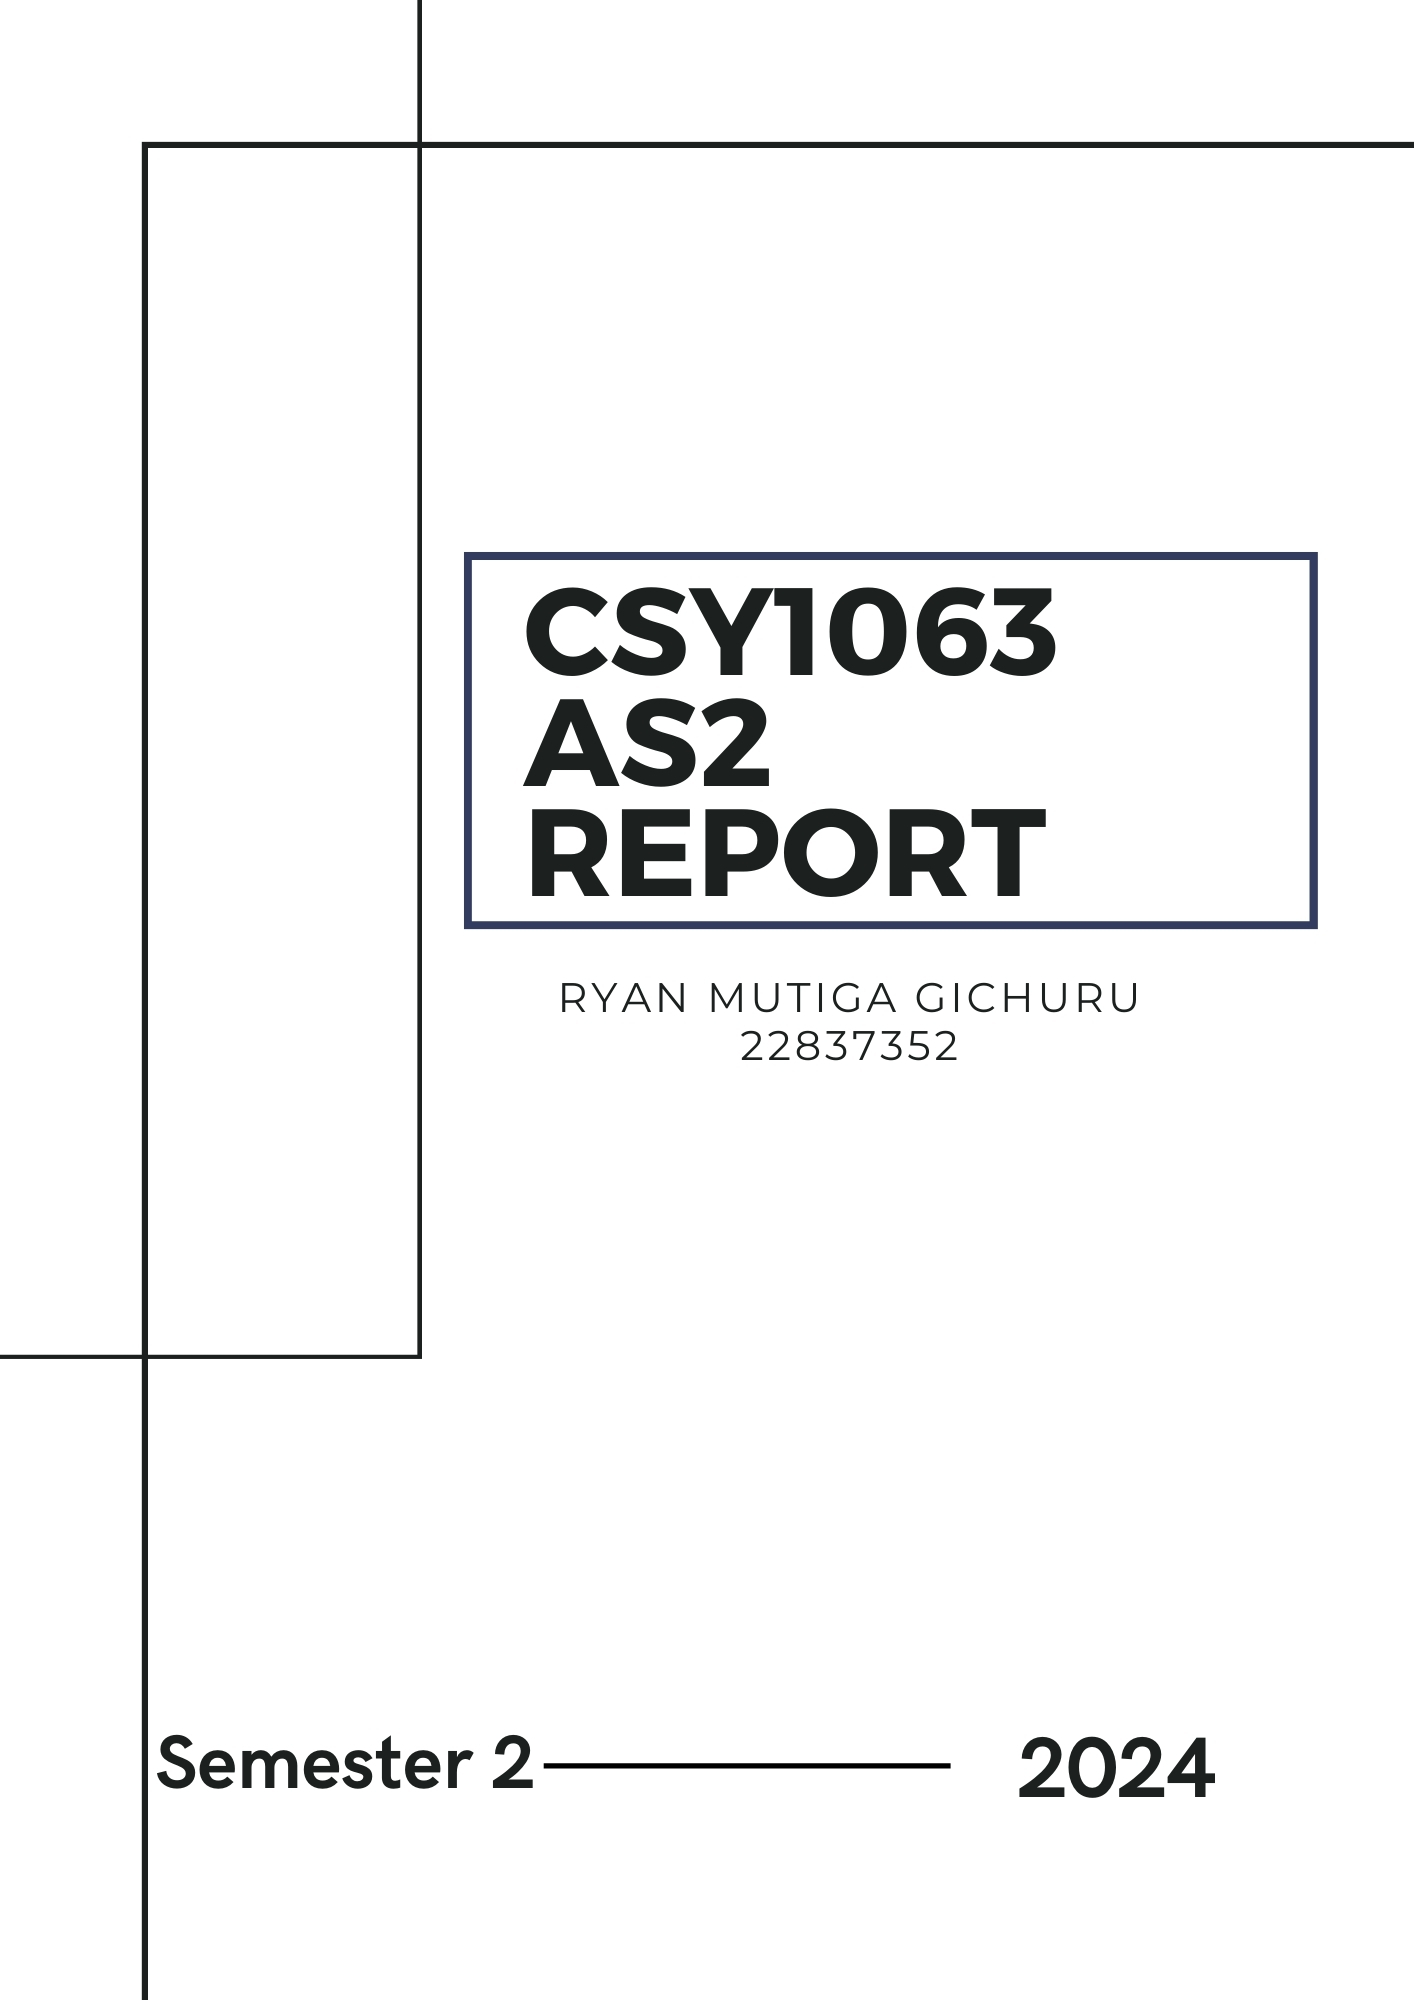 CSY1063
AS2
REPORT
RYAN MUTIGA GICHURU
22837352
Semester 2
2024